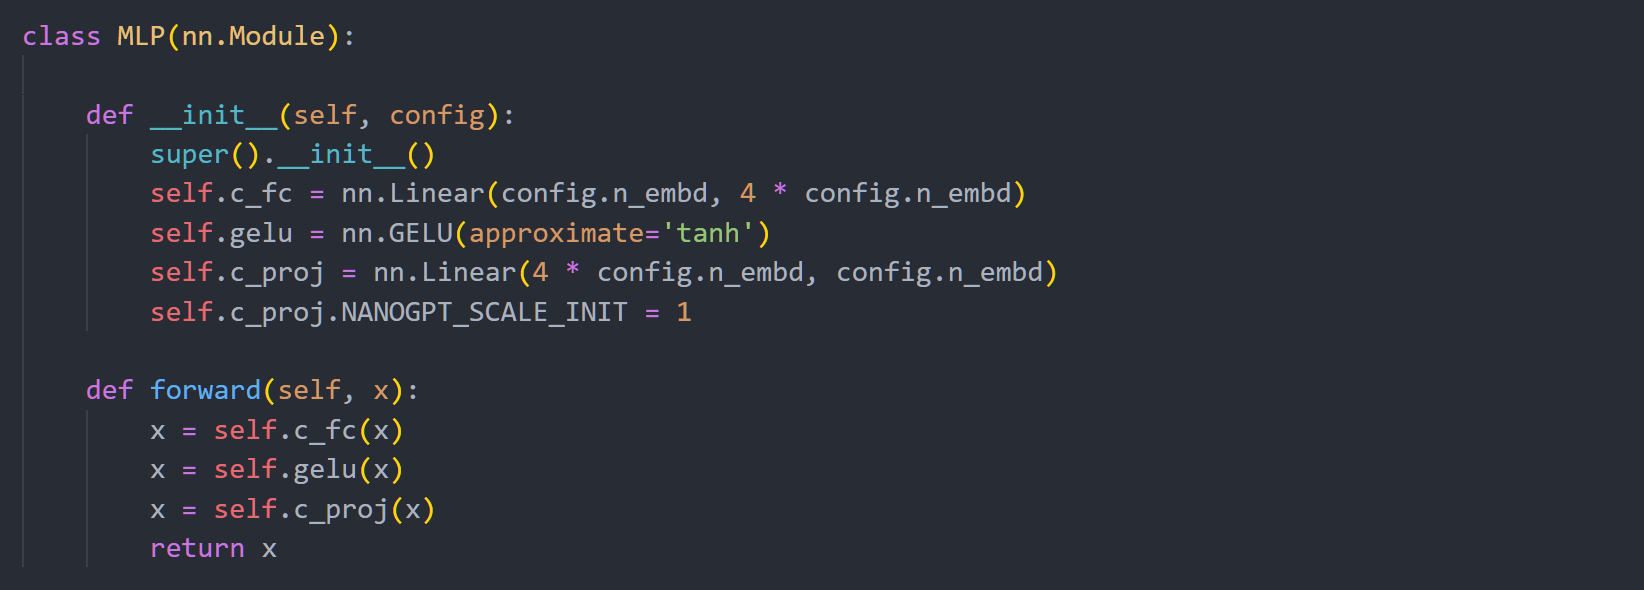 class MLP(nn.Module):

    def __init__(self, config):
        super().__init__()
        self.c_fc = nn.Linear(config.n_embd, 4 * config.n_embd)
        self.gelu = nn.GELU(approximate='tanh')
        self.c_proj = nn.Linear(4 * config.n_embd, config.n_embd)
        self.c_proj.NANOGPT_SCALE_INIT = 1

    def forward(self, x):
        x = self.c_fc(x)
        x = self.gelu(x)
        x = self.c_proj(x)
        return x